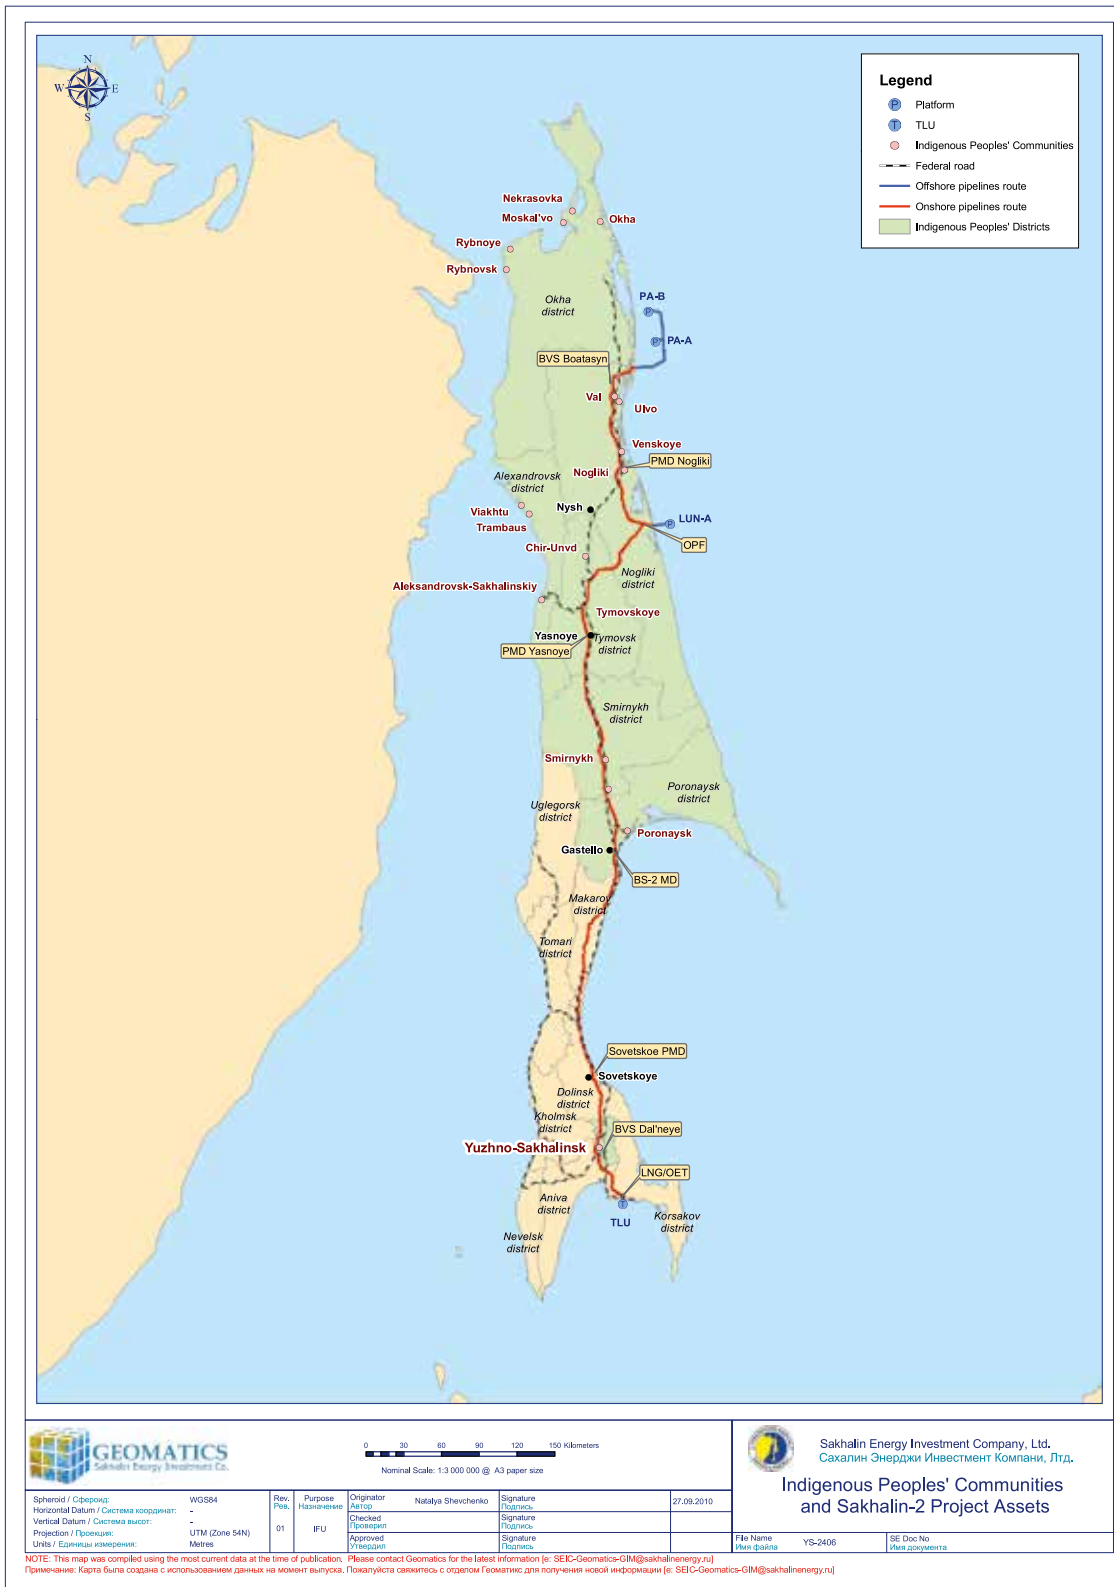 N
W
E
S
Legend
P Platform
T TLU
Indigenous Peoples' Communities
Federal road
Offshore pipelines route
Onshore pipelines route
Indigenous Peoples' Districts
Nekrasovka
Moskal'vo
Okha
Rybnoye
Rybnovsk
Okha
district
PA-B
P
P PA-A
BVS Boatasyn
Val
Ulvo
Venskoye
PMD Nogliki
Nogliki
Alexandrovsk
district
Viakhtu
Nysh
Trambaus
P LUN-A
OPF
Chir-Unvd
Nogliki
district
Aleksandrovsk-Sakhalinskiy
Tymovskoye
Yasnoye
Tymovsk
district
PMD Yasnoye
Smirnykh
district
Smirnykh
Poronaysk
district
Uglegorsk
district
Poronaysk
Gastello
BS-2 MD
Makarov
district
Tomari
district
Sovetskoe PMD
Sovetskoye
Dolinsk
district
Kholmsk
district
BVS Dal'neye
Yuzhno-Sakhalinsk
LNG/OET
Aniva
district
T
TLU
Korsakov
district
Nevelsk
district
GEOMATICS
Sakhalin Energy Investment Co.
0 30 60 90 120 150 Kilometers
Nominal Scale: 1:3 000 000 @ A3 paper size
Sakhalin Energy Investment Company, Ltd.
Сахалин Энерджи Инвестмент Компани, Лтд.
Indigenous Peoples' Communities
and Sakhalin-2 Project Assets
Spheroid / Сфероид: WGS84
Horizontal Datum / Система координат: -
Vertical Datum / Система высот: -
Projection / Проекция: UTM (Zone 54N)
Units / Единицы измерения: Metres
Rev.
Рев.
01
Purpose
Назначение
IFU
Originator
Автор
Natalya Shevchenko
Signature
Подпись
27.09.2010
Checked
Проверил
Signature
Подпись
Approved
Утвердил
Signature
Подпись
File Name
Имя файла
YS-2406
SE Doc No
Имя документа
NOTE: This map was compiled using the most current data at the time of publication. Please contact Geomatics for the latest information [e: SEIC-Geomatics-GIM@sakhalinenergy.ru]
Примечание: Карта была создана с использованием данных на момент выпуска. Пожалуйста свяжитесь с отделом Геоматикс для получения новой информации [e: SEIC-Geomatics-GIM@sakhalinenergy.ru]